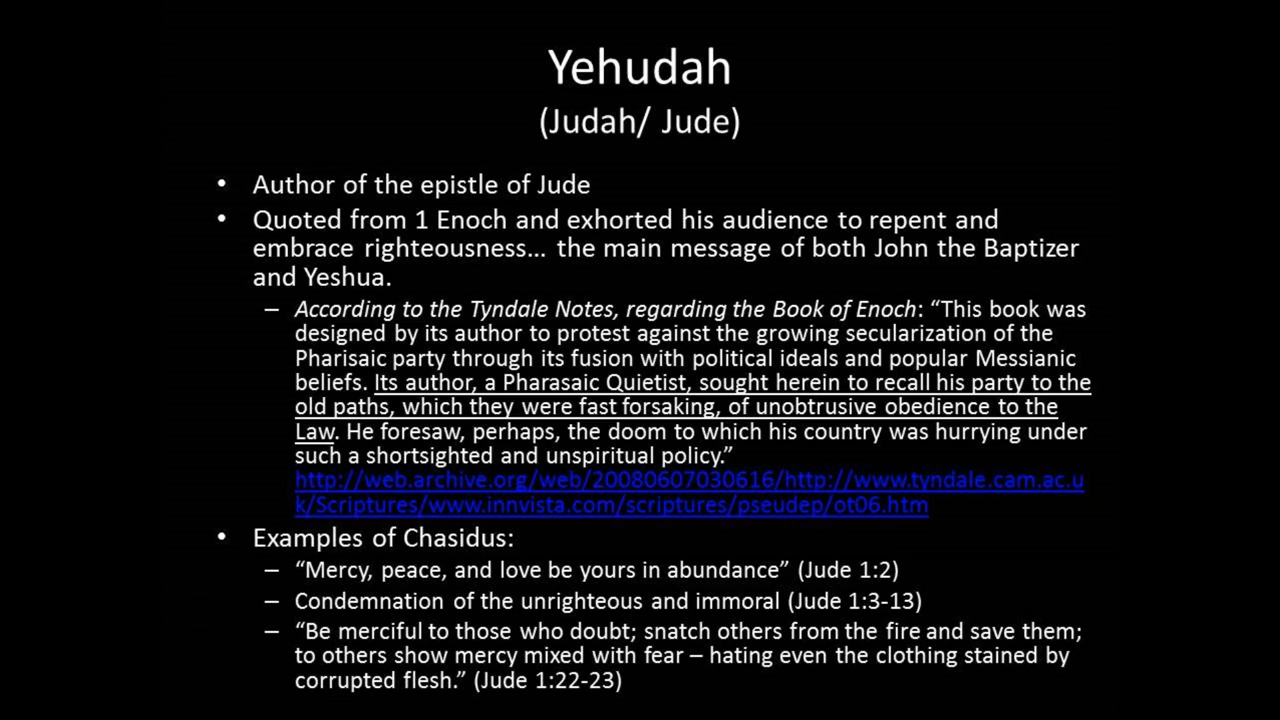 Yehudah
(Judah/ Jude)
• Author of the epistle of Jude
• Quoted from 1 Enoch and exhorted his audience to repent and
embrace righteousness… the main message of both John the Baptizer
and Yeshua.
– According to the Tyndale Notes, regarding the Book of Enoch: “This book was
designed by its author to protest against the growing secularization of the
Pharisaic party through its fusion with political ideals and popular Messianic
beliefs. Its author, a Pharasaic Quietist, sought herein to recall his party to the
old paths, which they were fast forsaking, of unobtrusive obedience to the
Law. He foresaw, perhaps, the doom to which his country was hurrying under
such a shortsighted and unspiritual policy.”
http://web.archive.org/web/20080607030616/http://www.tyndale.cam.ac.u
k/Scriptures/www.innvista.com/scriptures/pseudep/ot06.htm
• Examples of Chasidus:
– “Mercy, peace, and love be yours in abundance” (Jude 1:2)
– Condemnation of the unrighteous and immoral (Jude 1:3-13)
– “Be merciful to those who doubt; snatch others from the fire and save them;
to others show mercy mixed with fear – hating even the clothing stained by
corrupted flesh.” (Jude 1:22-23)